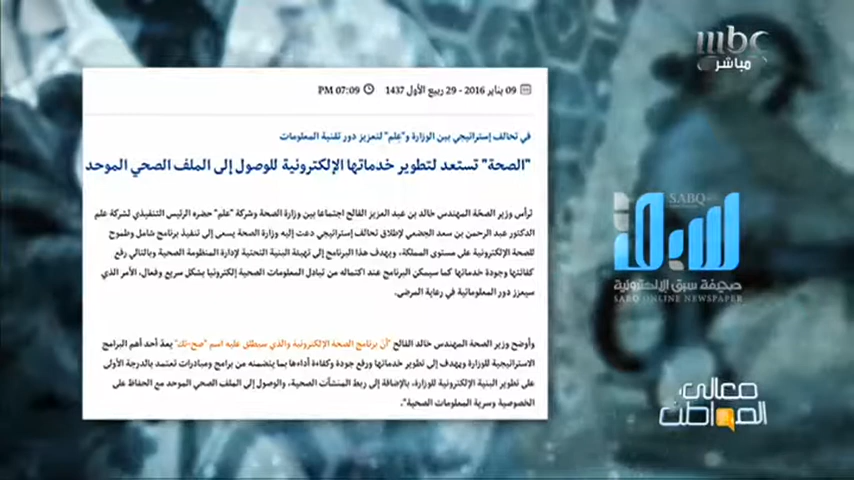 mbc
مباشر
09 يناير 2016 - 29 ربيع الأول 1437 07:09 PM
في تحالف إستراتيجي بين الوزارة و"عِلم" لتعزيز دور تقنية المعلومات
"الصحة" تستعد لتطوير خدماتها الإلكترونية للوصول إلى الملف الصحي الموحد
ترأس وزير الصحّة المهندس خالد بن عبد العزيز الفالح اجتماعا بين وزارة الصحة وشركة "علم" حضره الرئيس التنفيذي لشركة علم
الدكتور عبد الرحمن بن سعد الجضعي لإطلاق تحالف إستراتيجي دعت إليه وزارة الصحة يسعى إلى تنفيذ برنامج شامل وطموح
للصحة الإلكترونية على مستوى المملكة، ويهدف هذا البرنامج إلى تهيئة البنية التحتية لإدارة المنظومة الصحية وبالتالي رفع
كفائتها وجودة خدماتها كما سيمكن البرنامج عند اكتماله من تبادل المعلومات الصحية إلكترونيا بشكل سريع وفعال، الأمر الذي
سيعزز دور المعلوماتية في رعاية المرضى.
وأوضح وزير الصحة المهندس خالد الفالح "أنّ برنامج الصحة الإلكترونية والذي سيطلق عليه اسم "صح-تك" يعدّ أحد أهم البرامج
الاستراتيجية للوزارة ويهدف إلى تطوير خدماتها ورفع جودة وكفاءة أداءها بما يتضمنه من برامج ومبادرات تعتمد بالدرجة الأولى
على تطوير البنية الإلكترونية للوزارة، بالإضافة إلى ربط المنشآت الصحية، والوصول إلى الملف الصحي الموحد مع الحفاظ على
الخصوصية وسرية المعلومات الصحية".
SABQ
سبق
صحيفة سبق الإلكترونية
SABQ ONLINE NEWSPAPER
معالي
المواطن